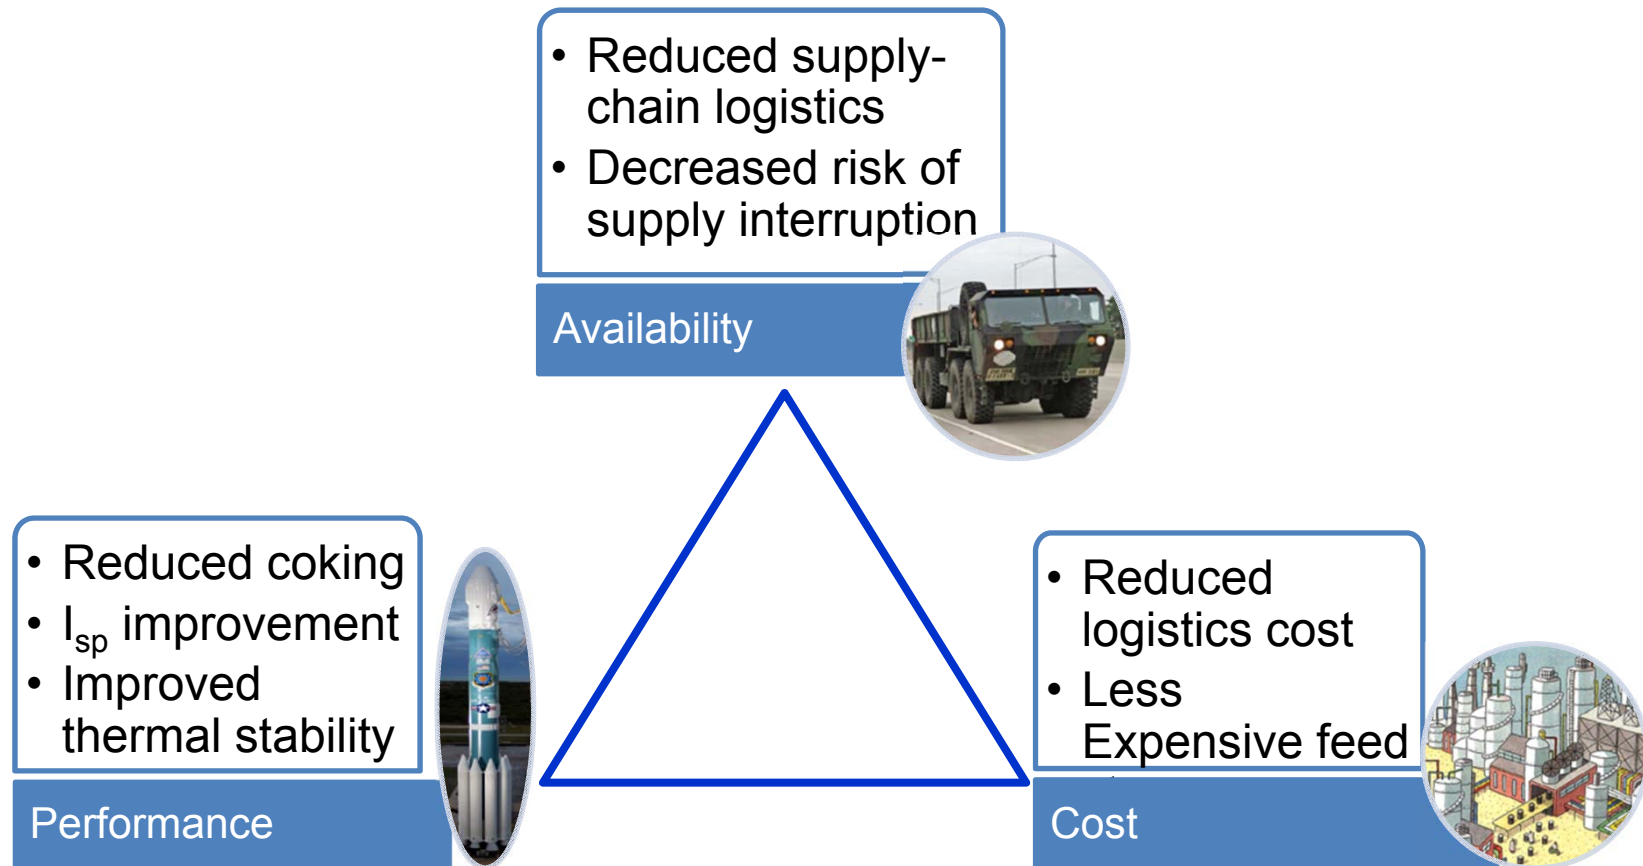 • Reduced supply-
chain logistics
• Decreased risk of
supply interruption
Availability
• Reduced coking
• Isp improvement
• Improved
thermal stability
Performance
• Reduced
logistics cost
• Less
Expensive feed
Cost